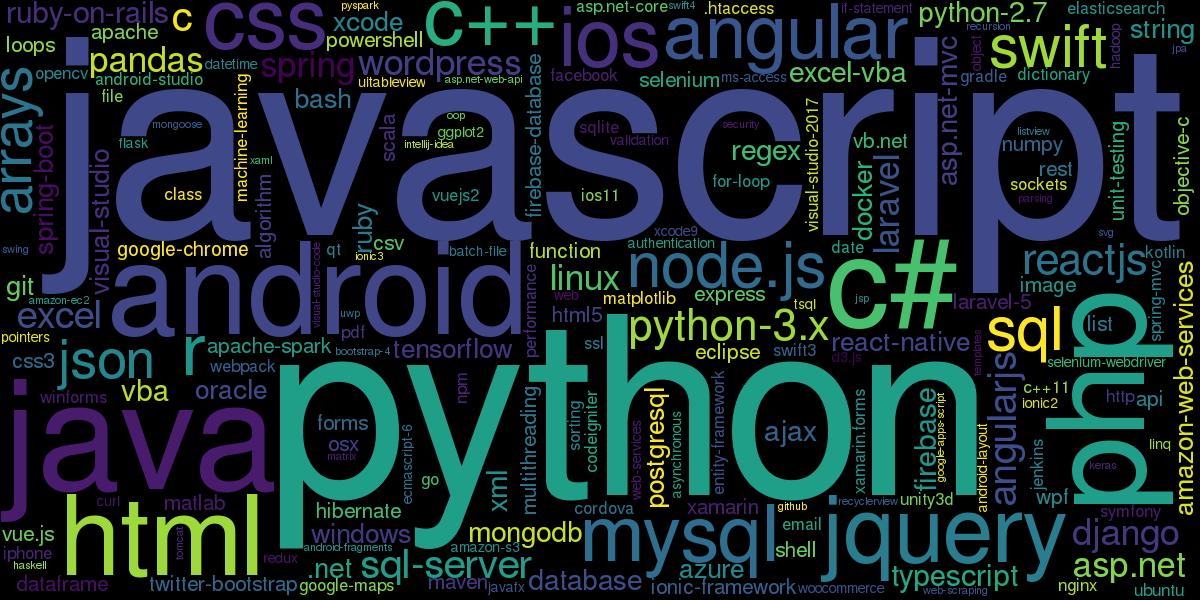 ruby-on-rails
c
css
pyspark
xcode
c++
asp.net-core
swift4
.htaccess
if-statement
python-2.7
elasticsearch
loops
apache
powershell
ios
angular
recursion
string
pandas
datetime
spring
wordpress
asp.net-mvc
object
swift
hadoop
jpa
opencv
android-studio
uitableview
asp.net-web-api
firebase-database
facebook
selenium
ms-access
excel-vba
gradle
dictionary
arrays
file
machine-learning
bash
javascript
mongoose
scala
oop
ggplot2
intellij-idea
sqlite
validation
security
visual-studio-2017
regex
vb.net
listview
numpy
unit-testing
objective-c
spring-boot
flask
xaml
visual-studio
class
algorithm
vuejs2
ios11
for-loop
docker
laravel
rest
sockets
parsing
ruby
csv
xcode9
svg
swing
google-chrome
visual-studio-code
qt
ionic3
batch-file
function
authentication
date
reactjs
kotlin
git
amazon-ec2
android
linux
node.js
c#
jsp
image
spring-mvc
amazon-web-services
excel
uwp
performance
web
matplotlib
express
tsql
laravel-5
pointers
pdf
html5
python-3.x
sql
list
php
css3
json
r
apache-spark
bootstrap-4
tensorflow
ssl
eclipse
swift3
d3.js
react-native
templates
selenium-webdriver
webpack
winforms
vba
oracle
npm
python
angularjs
c++11
ionic2
http
api
java
forms
osx
matrix
ecmascript-6
go
multithreading
sorting
codeigniter
web-services
postgresql
asynchronous
entity-framework
ajax
xamarin.forms
firebase
google-apps-script
android-layout
jenkins
linq
keras
xml
wpf
curl
matlab
html
tomcat
hibernate
cordova
xamarin
github
recyclerview
unity3d
symfony
vue.js
iphone
haskell
windows
mongodb
mysql
email
shell
jquery
django
redux
android-fragments
amazon-s3
.net
sql-server
azure
asp.net
dataframe
twitter-bootstrap
google-maps
maven
javafx
database
ionic-framework
woocommerce
typescript
web-scraping
nginx
ubuntu